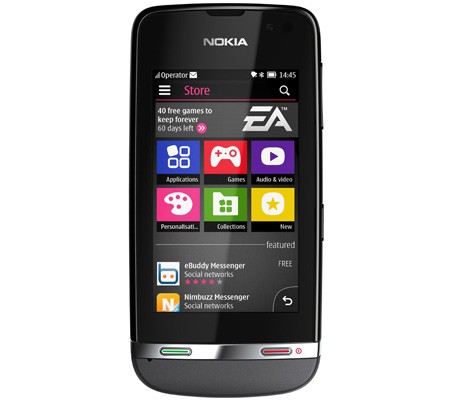 NOKIA
Operator 14:45
Store
40 free games to
keep forever
60 days left
EA™
Applications
Games
Audio & video
Personalisati...
Collections
New
featured
eBuddy Messenger
FREE
Social networks
Nimbuzz Messenger
Social networks